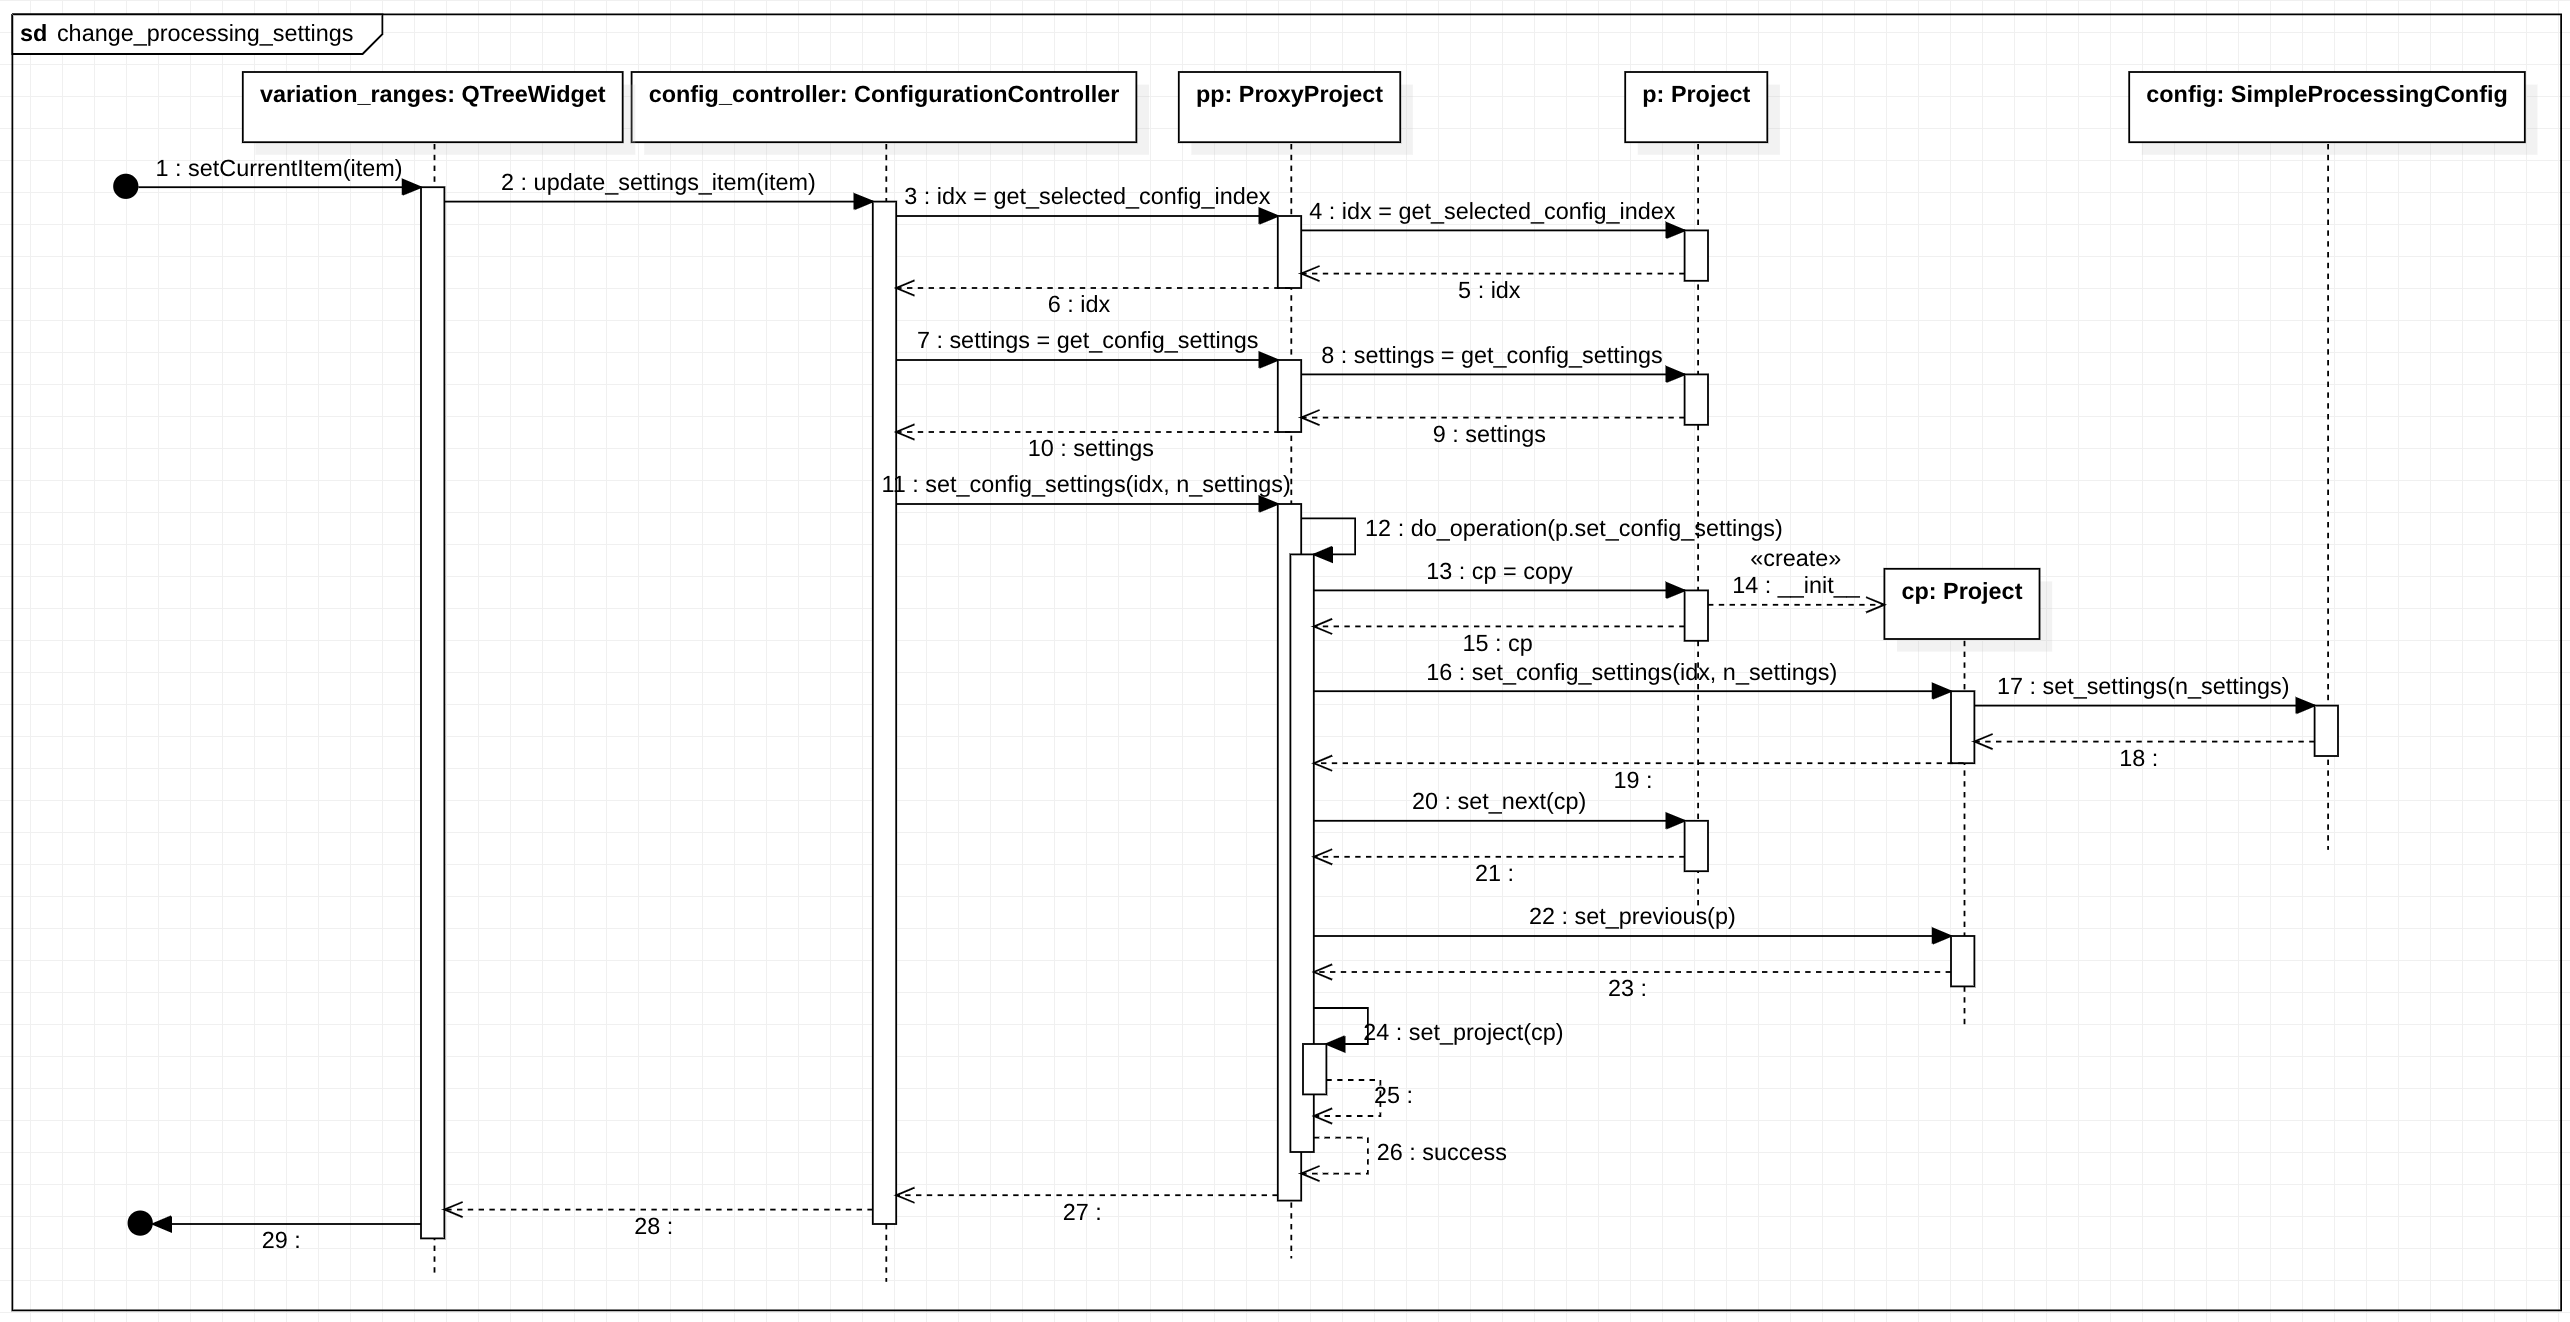 sd change_processing_settings
variation_ranges: QTreeWidget
config_controller: ConfigurationController
pp: ProxyProject
p: Project
config: SimpleProcessingConfig
1 : setCurrentItem(item)
2 : update_settings_item(item)
3 : idx = get_selected_config_index
4 : idx = get_selected_config_index
5 : idx
6 : idx
7 : settings = get_config_settings
8 : settings = get_config_settings
9 : settings
10 : settings
11 : set_config_settings(idx, n_settings)
12 : do_operation(p.set_config_settings)
13 : cp = copy
«create»
14 : __init__
cp: Project
15 : cp
16 : set_config_settings(idx, n_settings)
17 : set_settings(n_settings)
18 :
19 :
20 : set_next(cp)
21 :
22 : set_previous(p)
23 :
24 : set_project(cp)
25 :
26 : success
27 :
28 :
29 :